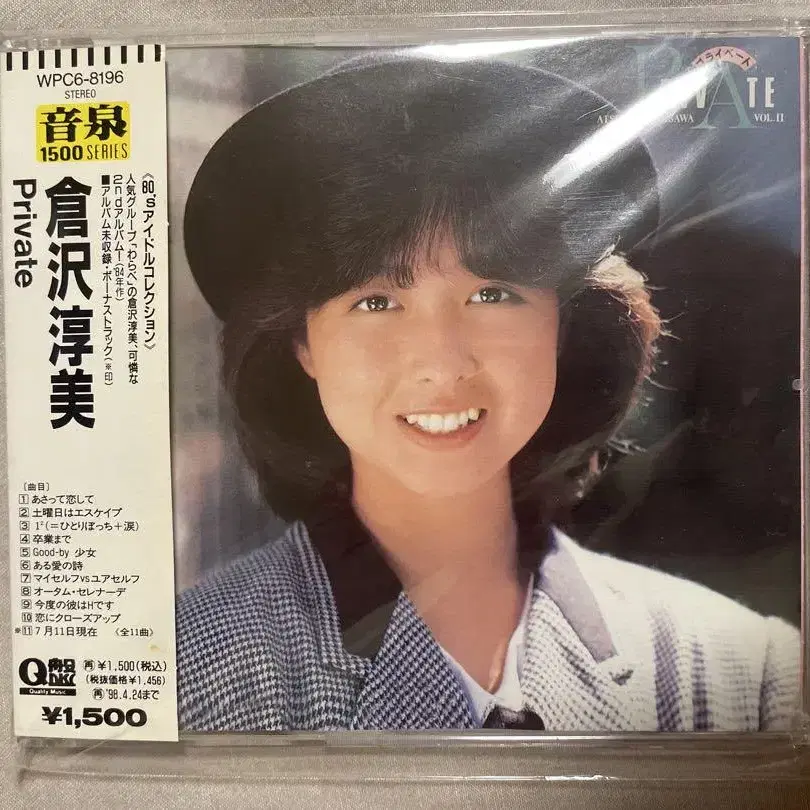 WPC6-8196
STEREO
音泉
1500 SERIES
倉沢淳美
Private
《80'sアイドルコレクション》
人気グループ「わらべ」の倉沢淳美、可憐な
2ndアルバム!('84年作)
■アルバム未収録・ボーナストラック(※印)
〔曲目〕
1 あさって恋して
2 土曜日はエスケイプ
3 1²(=ひとりぼっち+涙)
4 卒業まで
5 Good-by 少女
6 ある愛の詩
7 マイセルフvsユアセルフ
8 オータム・セレナーデ
9 今度の彼はHです
10 恋にクローズアップ
※11 7月11日現在 〈全11曲〉
Q盤
Quality Music
再 ¥1,500(税込)
(税抜価格¥1,456)
再 '98.4.24まで
¥1,500
プライベート
PRIVATE
VOL. II